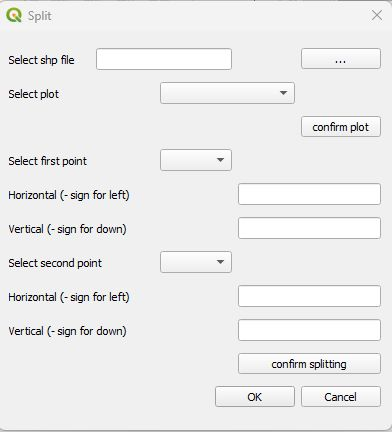 Split
Select shp file
...
Select plot
confirm plot
Select first point
Horizontal (- sign for left)
Vertical (- sign for down)
Select second point
Horizontal (- sign for left)
Vertical (- sign for down)
confirm splitting
OK Cancel